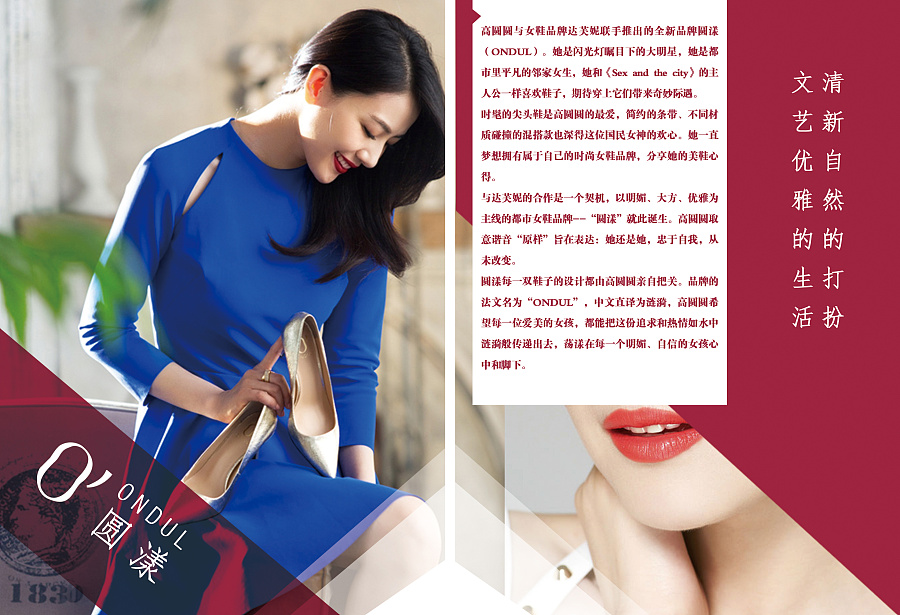 O'
ONDUL
圆漾
1830
高圆圆与女鞋品牌达芙妮联手推出的全新品牌圆漾
（ONDUL）。她是闪光灯瞩目下的大明星，她是都
市里平凡的邻家女生，她和《Sex and the city》的主
人公一样喜欢鞋子，期待穿上它们带来奇妙际遇。
时髦的尖头鞋是高圆圆的最爱，简约的条带、不同材
质碰撞的混搭款也深得这位国民女神的欢心。她一直
梦想拥有属于自己的时尚女鞋品牌，分享她的美鞋心
得。
与达芙妮的合作是一个契机，以明媚、大方、优雅为
主线的都市女鞋品牌--“圆漾”就此诞生。高圆圆取
意谐音“原样”旨在表达：她还是她，忠于自我，从
未改变。
圆漾每一双鞋子的设计都由高圆圆亲自把美。品牌的
法文名为“ONDUL”，中文直译为涟漪，高圆圆希
望每一位爱美的女孩，都能把这份追求和热情如水中
涟漪般传递出去，荡漾在每一个明媚、自信的女孩心
中和脚下。
清新自然的打扮
文艺优雅的生活